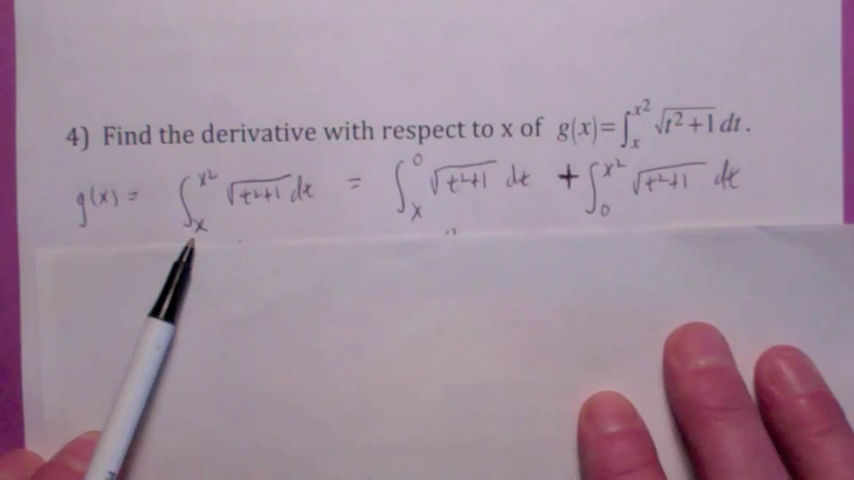 4) Find the derivative with respect to x of g(x)=∫ₓ^(x²) √(t²+1) dt.
g(x) = ∫ₓ^(x²) √(t²+1) dt = ∫ₓ^0 √(t²+1) dt + ∫₀^(x²) √(t²+1) dt